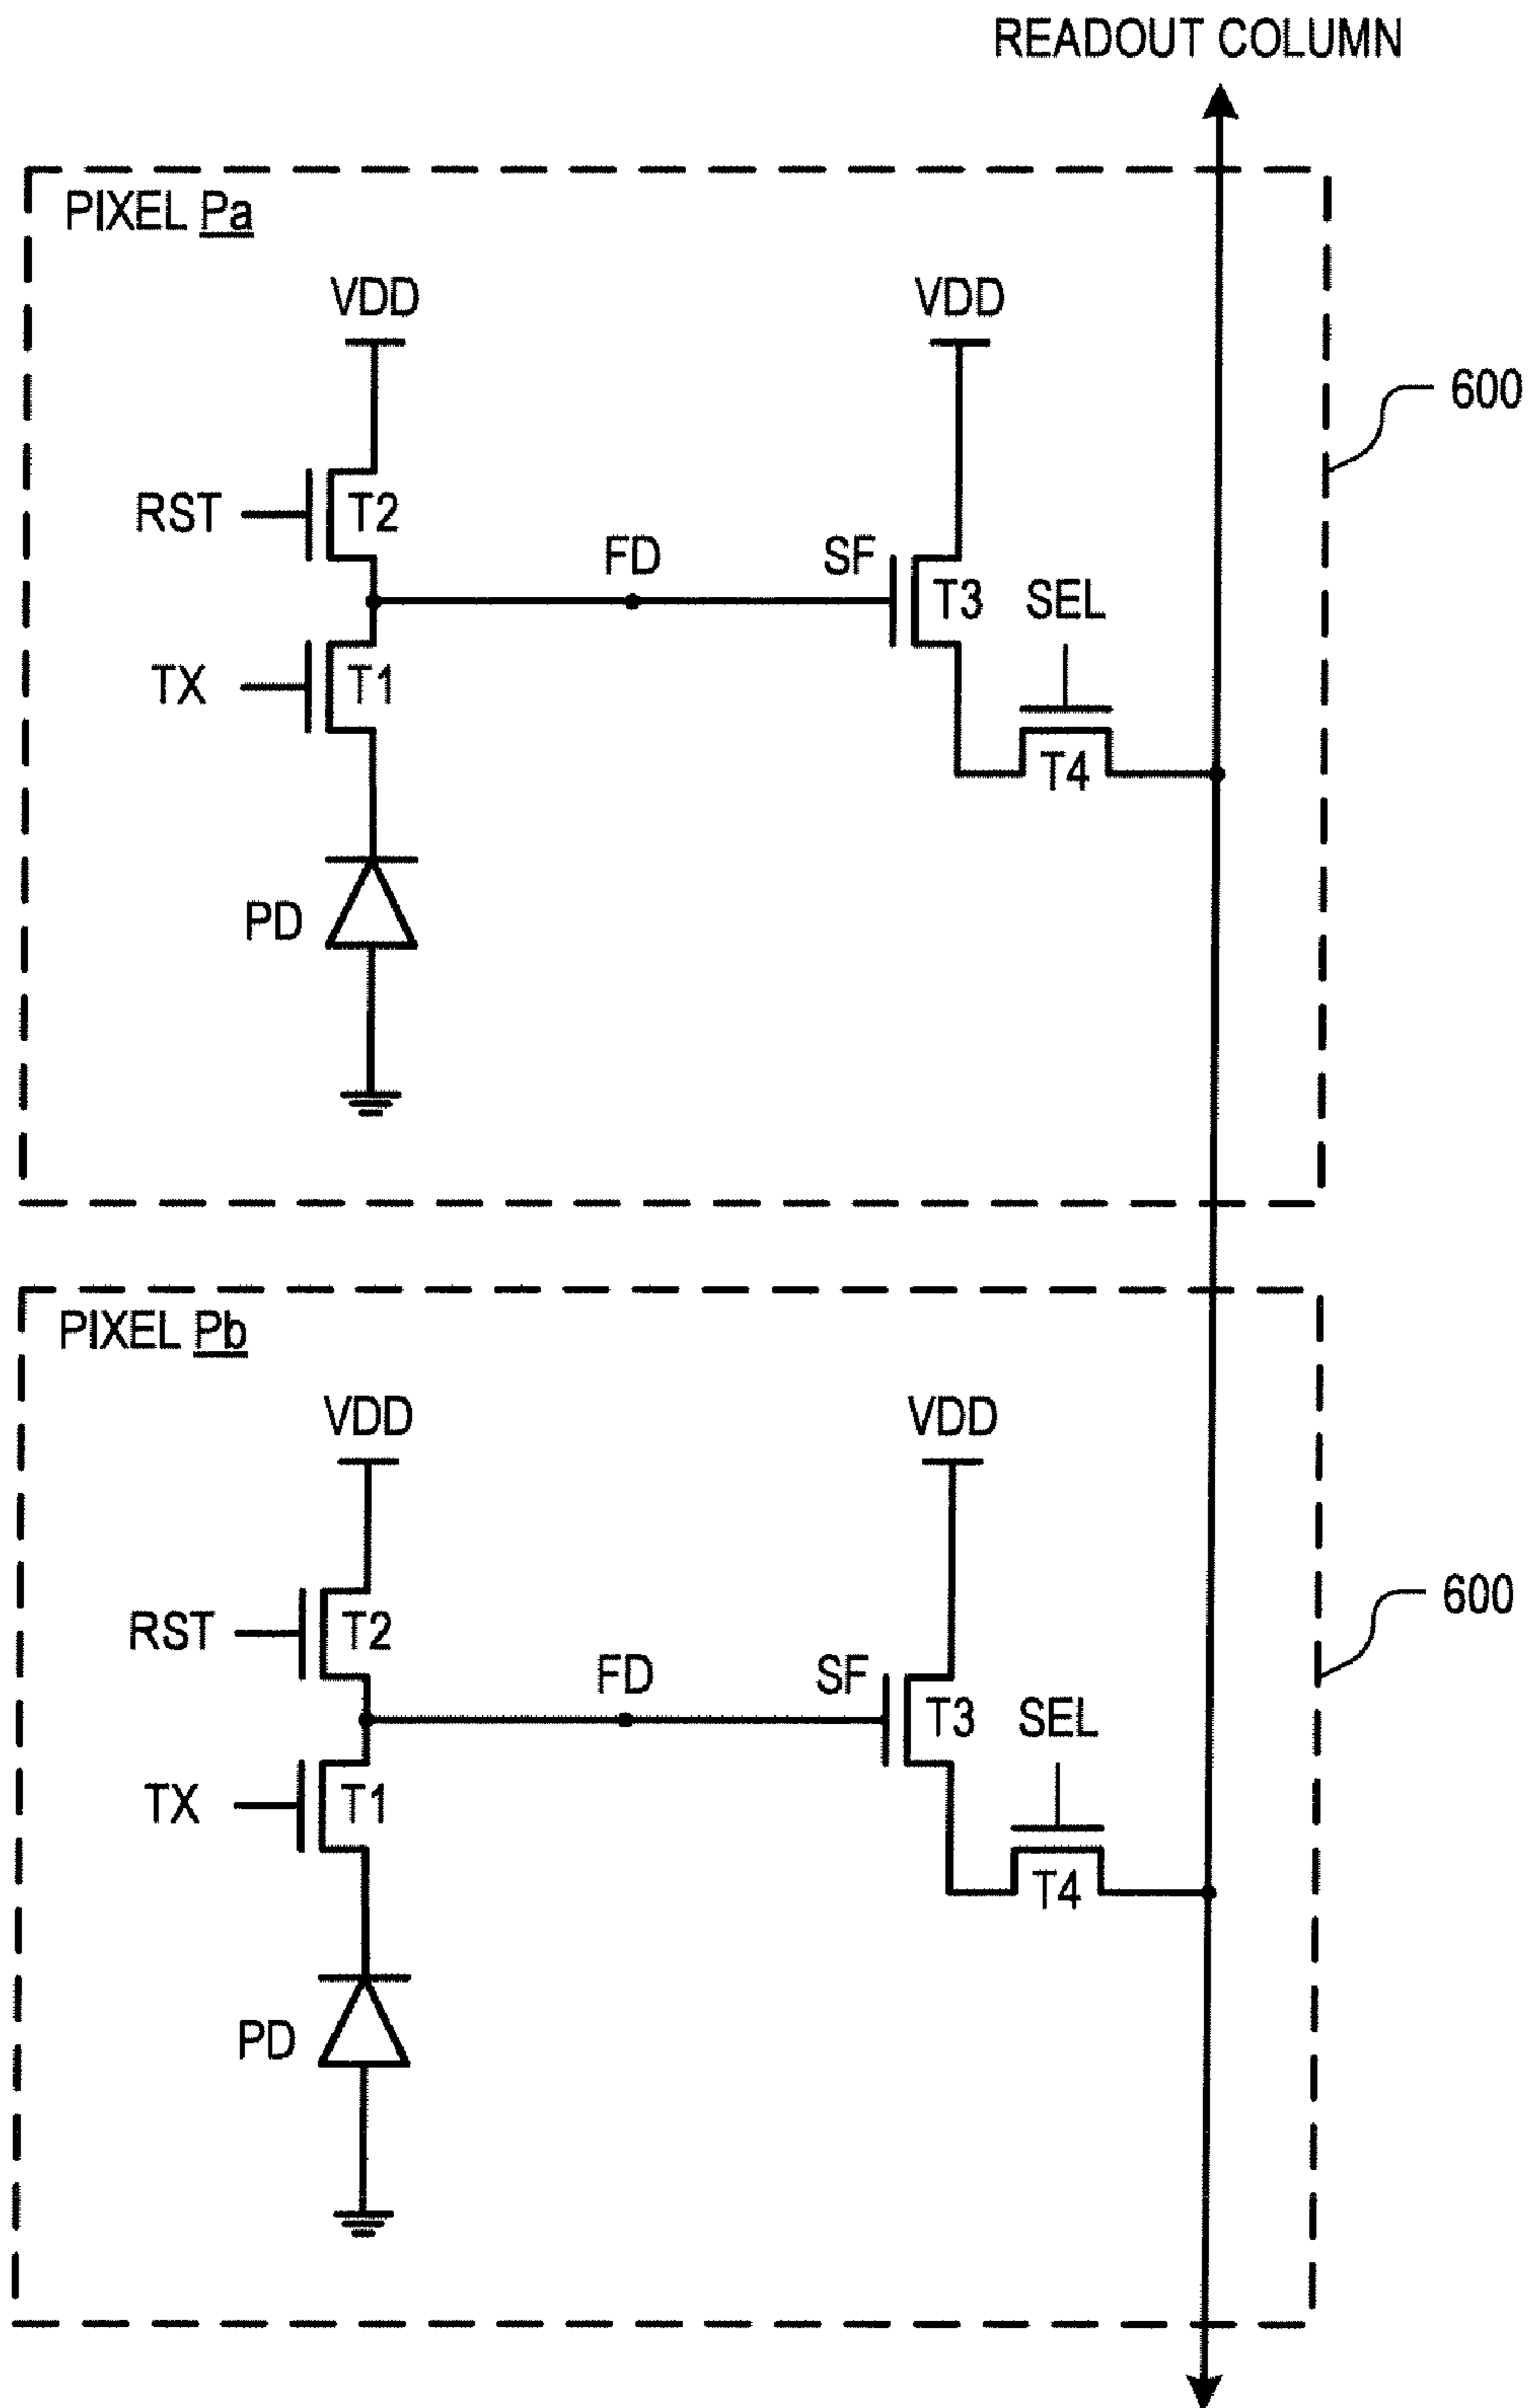 READOUT COLUMN
PIXEL Pa
VDD
VDD
600
RST
T2
FD
SF
T3
SEL
TX
T1
T4
PD
PIXEL Pb
VDD
VDD
600
RST
T2
FD
SF
T3
SEL
TX
T1
T4
PD